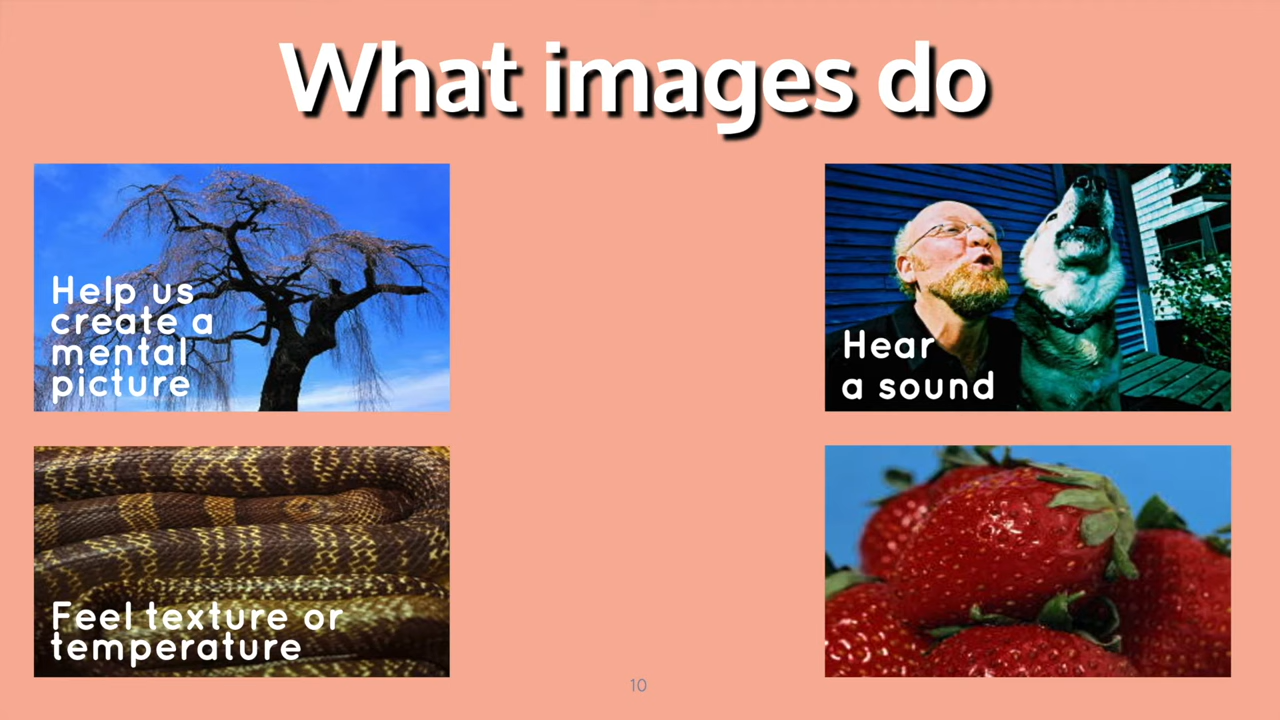 What images do
Help us
create a
mental
picture
Hear
a sound
Feel texture or
temperature
10